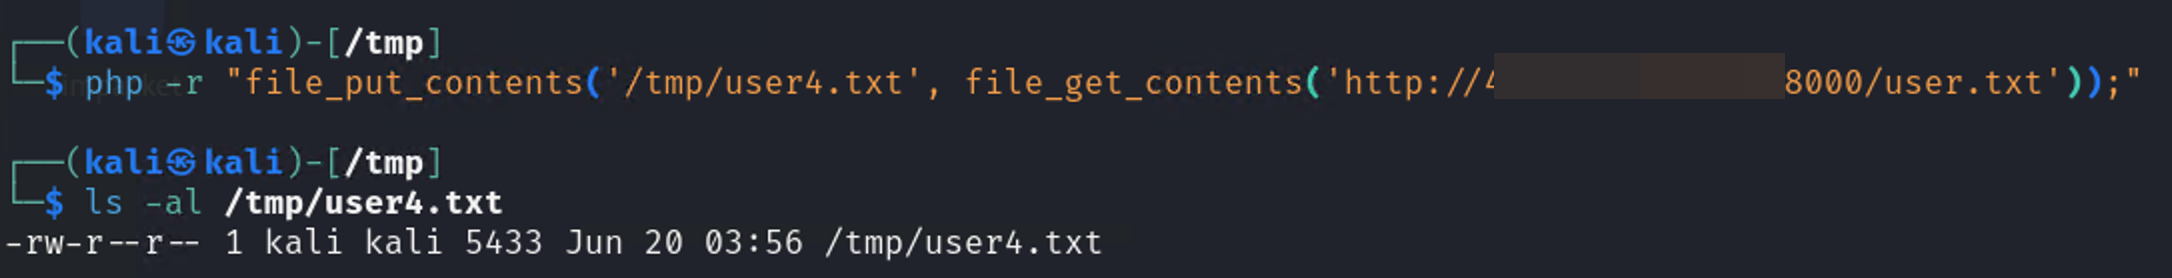 ┌──(kali㉿kali)-[/tmp]
└─$ php -r "file_put_contents('/tmp/user4.txt', file_get_contents('http://4 8000/user.txt'));"
┌──(kali㉿kali)-[/tmp]
└─$ ls -al /tmp/user4.txt
-rw-r--r-- 1 kali kali 5433 Jun 20 03:56 /tmp/user4.txt